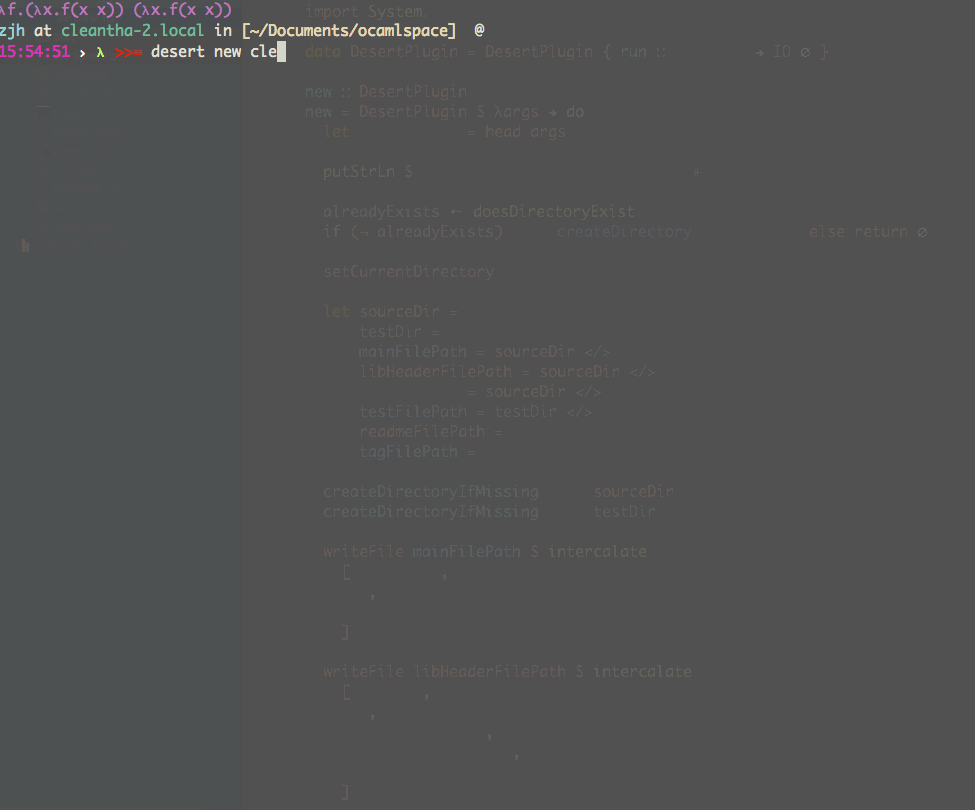 λf.(λx.f(x x)) (λx.f(x x))
zjh at cleantha-2.local in [~/Documents/ocamlspace] @
15:54:51 › λ >>= desert new cle
import System
data DesertPlugin = DesertPlugin { run :: → IO ∅ }
new :: DesertPlugin
new = DesertPlugin $ λargs → do
let = head args
putStrLn $ +
alreadyExists ← doesDirectoryExist
if (¬ alreadyExists) createDirectory else return ∅
setCurrentDirectory
let sourceDir =
testDir =
mainFilePath = sourceDir </>
libHeaderFilePath = sourceDir </>
= sourceDir </>
testFilePath = testDir </>
readmeFilePath =
tagFilePath =
createDirectoryIfMissing sourceDir
createDirectoryIfMissing testDir
writeFile mainFilePath $ intercalate
[ ,
,
]
writeFile libHeaderFilePath $ intercalate
[ ,
,
,
,
]